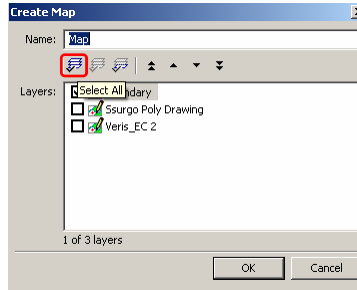 Create Map
Name: Map
Select All
Layers:
Ssurgo Poly Drawing
Veris_EC 2
1 of 3 layers
OK Cancel